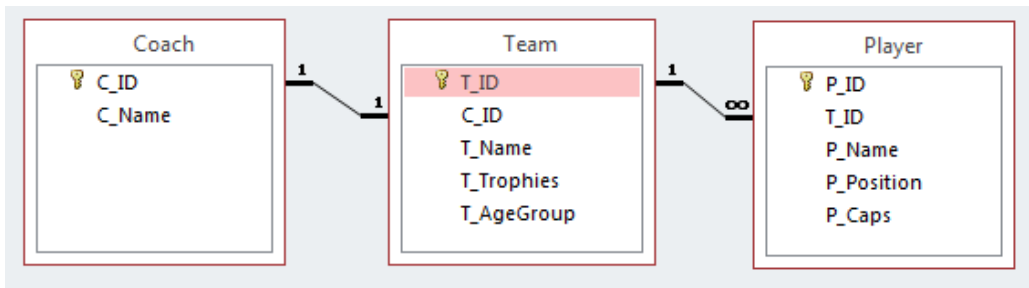 Coach
C_ID
C_Name
1
1
Team
T_ID
C_ID
T_Name
T_Trophies
T_AgeGroup
1
∞
Player
P_ID
T_ID
P_Name
P_Position
P_Caps